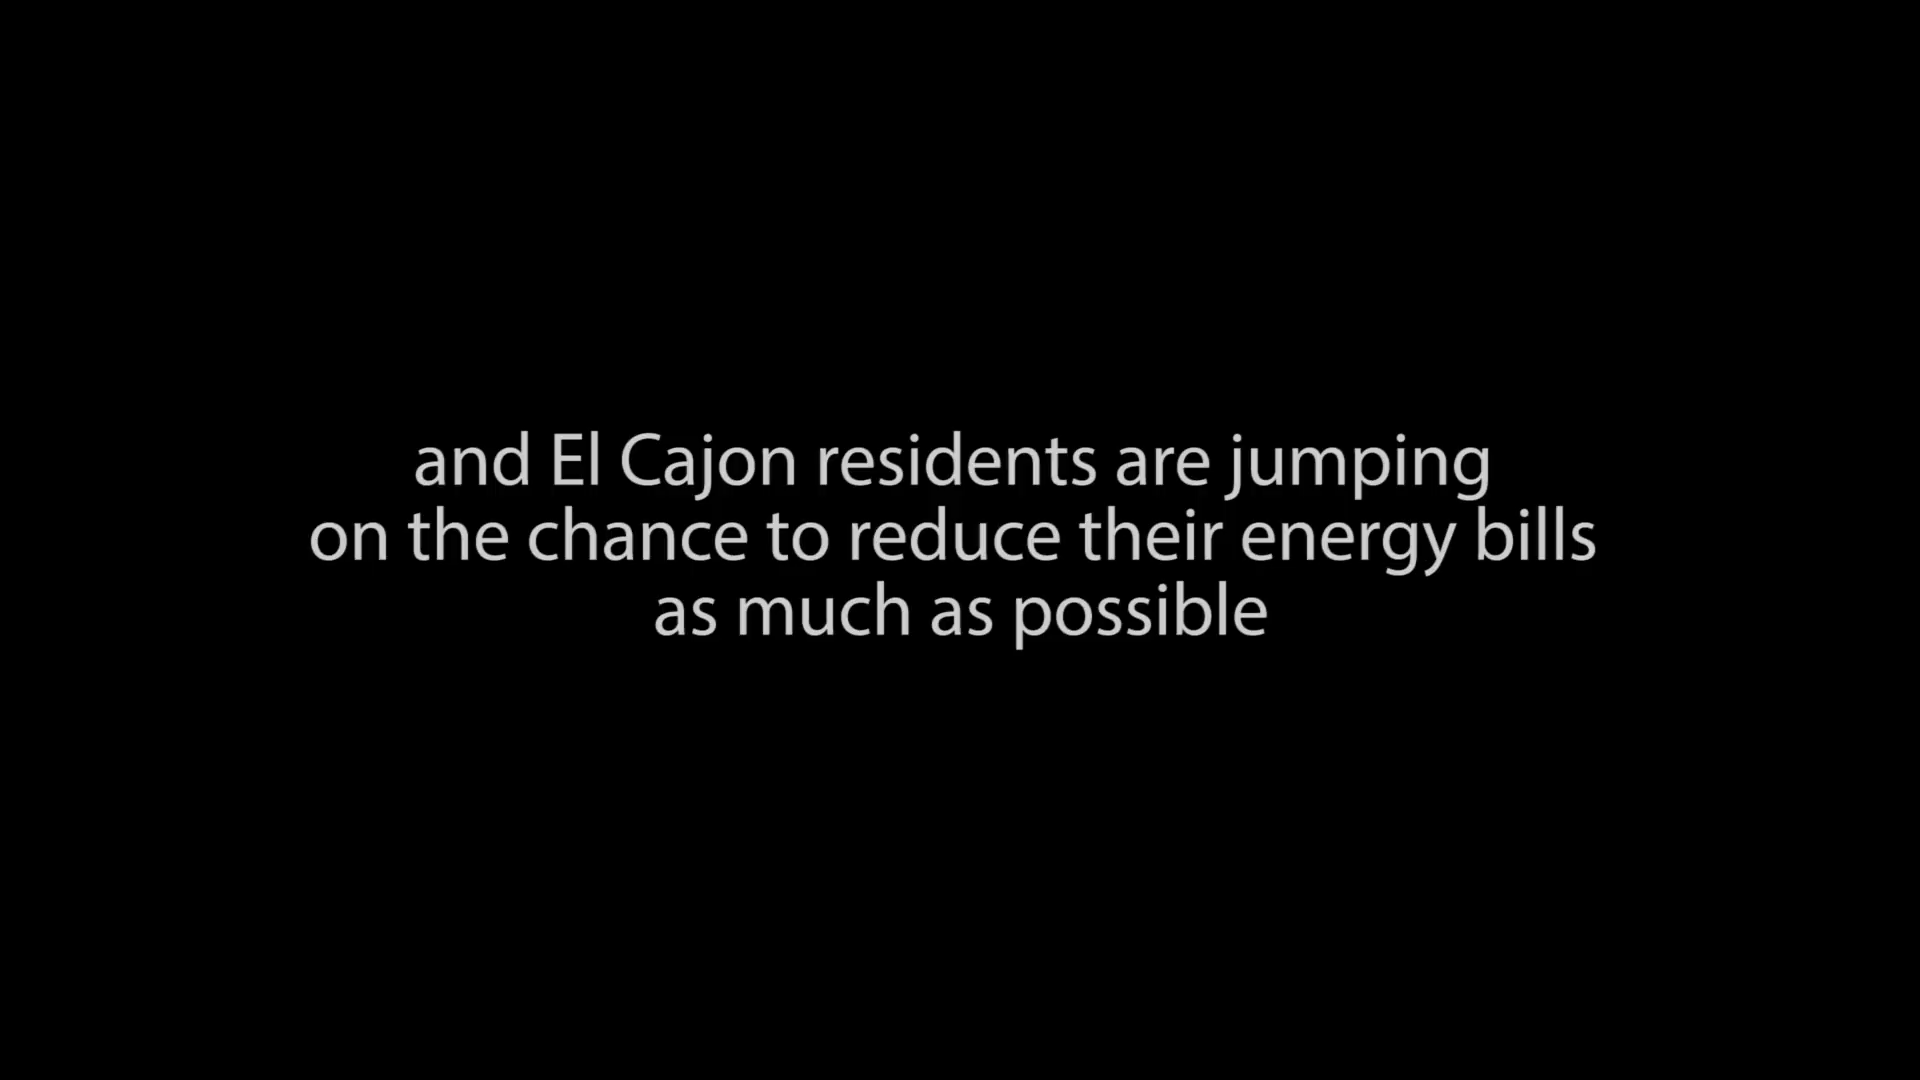 and El Cajon residents are jumping
on the chance to reduce their energy bills
as much as possible